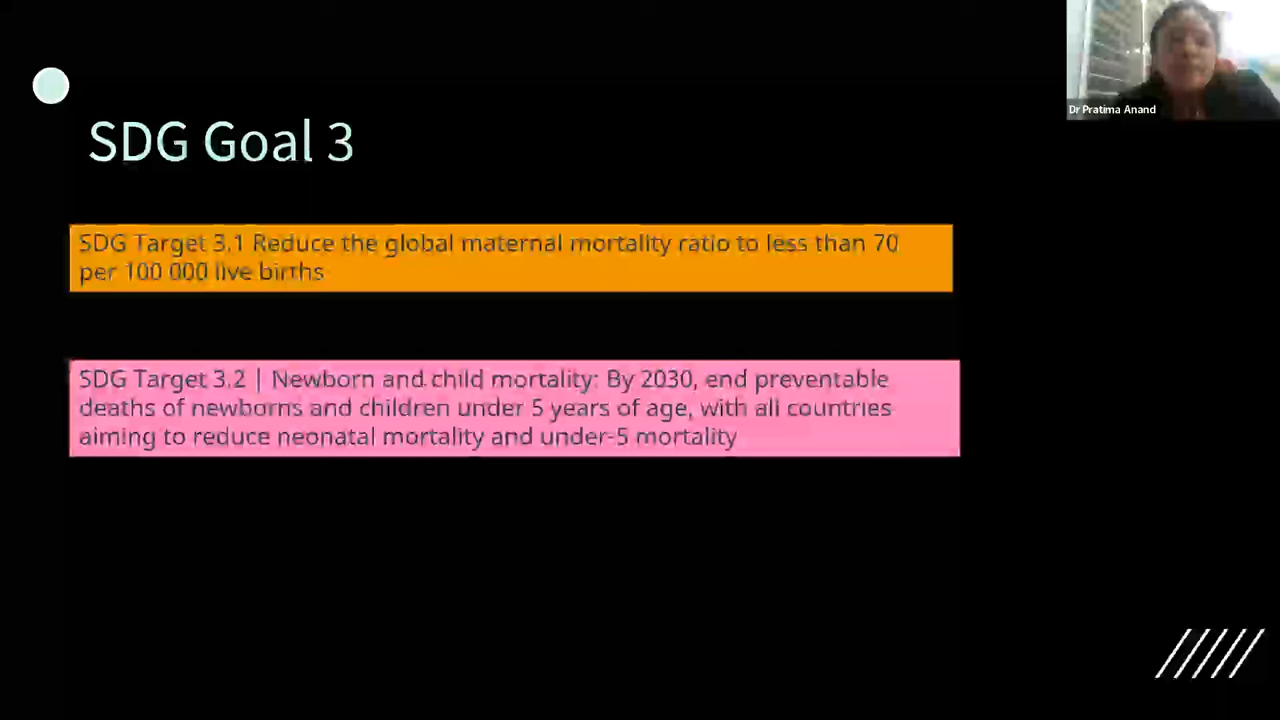 Dr Pratima Anand
SDG Goal 3
SDG Target 3.1 Reduce the global maternal mortality ratio to less than 70
per 100 000 live births
SDG Target 3.2 | Newborn and child mortality: By 2030, end preventable
deaths of newborns and children under 5 years of age, with all countries
aiming to reduce neonatal mortality and under-5 mortality